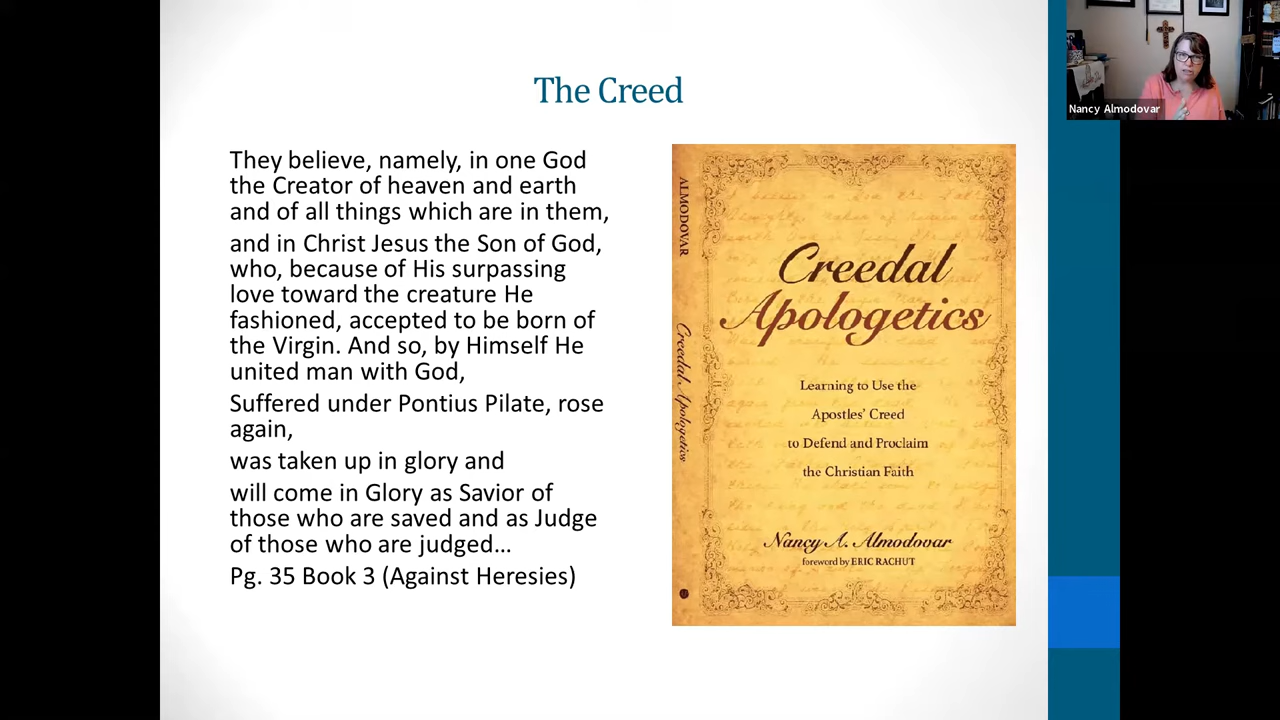 The Creed
They believe, namely, in one God
the Creator of heaven and earth
and of all things which are in them,
and in Christ Jesus the Son of God,
who, because of His surpassing
love toward the creature He
fashioned, accepted to be born of
the Virgin. And so, by Himself He
united man with God,
Suffered under Pontius Pilate, rose
again,
was taken up in glory and
will come in Glory as Savior of
those who are saved and as Judge
of those who are judged...
Pg. 35 Book 3 (Against Heresies)
ALMODOVAR
Creedal Apologetics
Creedal
Apologetics
Learning to Use the
Apostles' Creed
to Defend and Proclaim
the Christian Faith
Nancy A. Almodovar
foreword by ERIC RACHUT
Nancy Almodovar